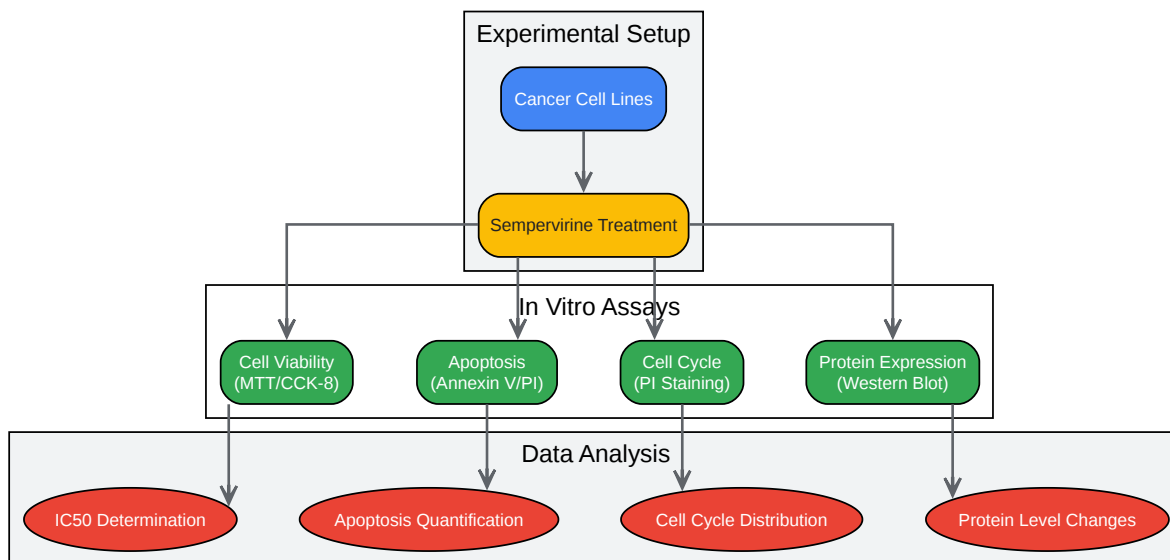 Experimental Setup
Cancer Cell Lines
Sempervirine Treatment
In Vitro Assays
Cell Viability
(MTT/CCK-8)
Apoptosis
(Annexin V/PI)
Cell Cycle
(PI Staining)
Protein Expression
(Western Blot)
Data Analysis
IC50 Determination
Apoptosis Quantification
Cell Cycle Distribution
Protein Level Changes